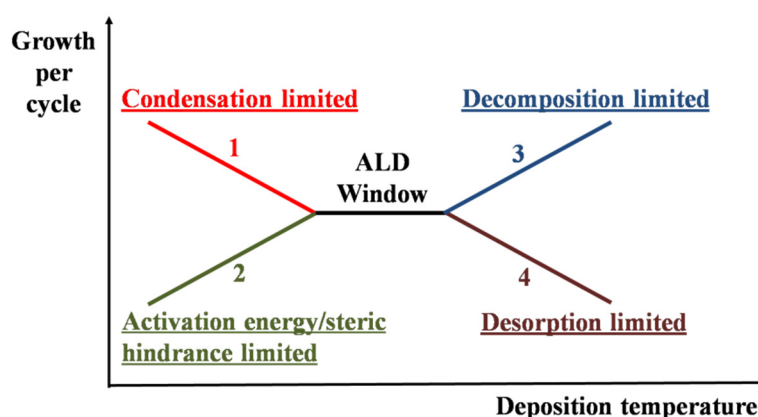 Growth
per
cycle
Condensation limited
Decomposition limited
1
3
ALD
Window
2
4
Activation energy/steric
hindrance limited
Desorption limited
Deposition temperature